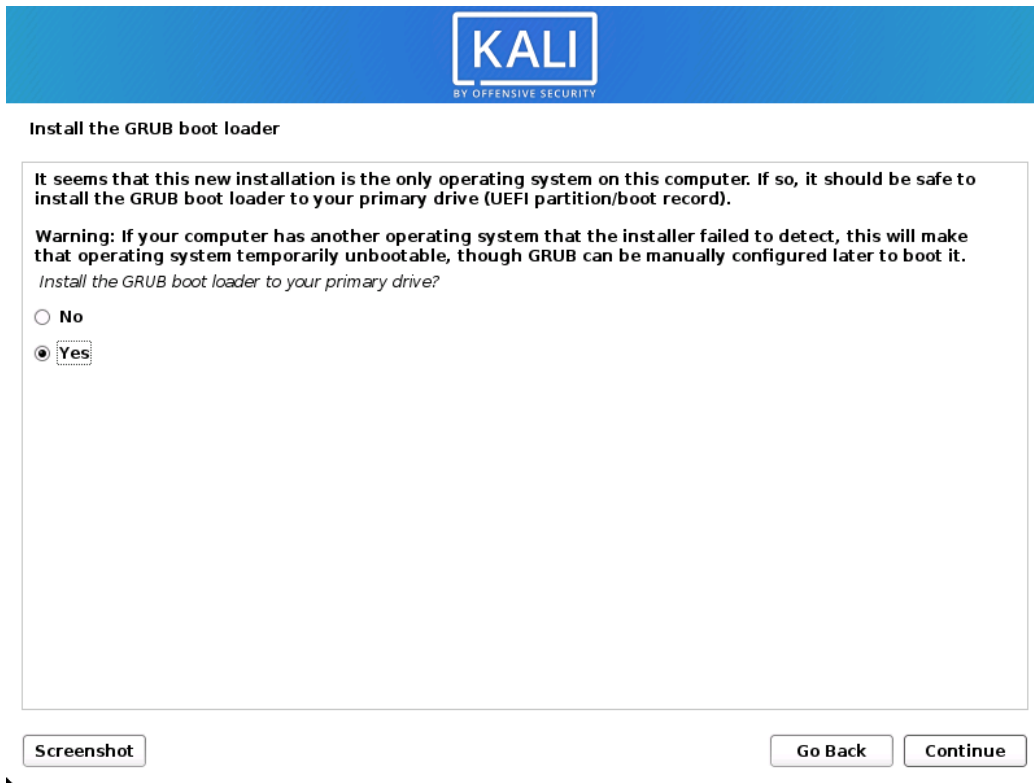 KALI
BY OFFENSIVE SECURITY
Install the GRUB boot loader
It seems that this new installation is the only operating system on this computer. If so, it should be safe to
install the GRUB boot loader to your primary drive (UEFI partition/boot record).
Warning: If your computer has another operating system that the installer failed to detect, this will make
that operating system temporarily unbootable, though GRUB can be manually configured later to boot it.
Install the GRUB boot loader to your primary drive?
No
Yes
Screenshot
Go Back
Continue